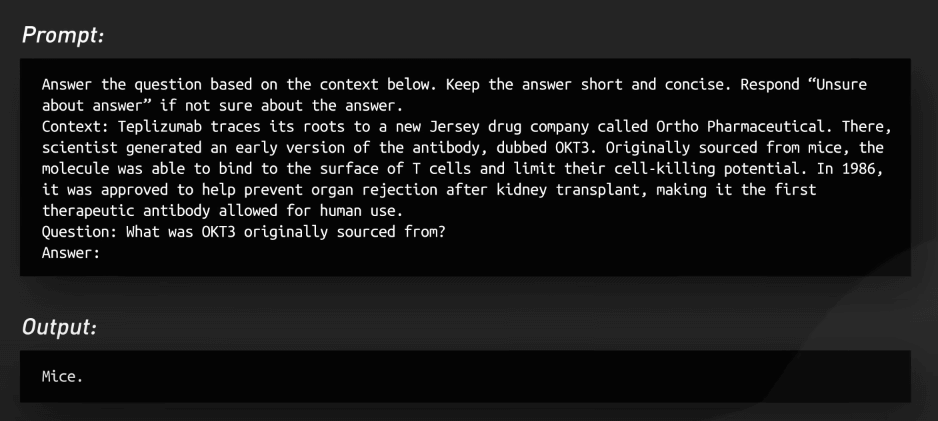 Prompt:
Answer the question based on the context below. Keep the answer short and concise. Respond “Unsure
about answer” if not sure about the answer.
Context: Teplizumab traces its roots to a new Jersey drug company called Ortho Pharmaceutical. There,
scientist generated an early version of the antibody, dubbed OKT3. Originally sourced from mice, the
molecule was able to bind to the surface of T cells and limit their cell-killing potential. In 1986,
it was approved to help prevent organ rejection after kidney transplant, making it the first
therapeutic antibody allowed for human use.
Question: What was OKT3 originally sourced from?
Answer:
Output:
Mice.